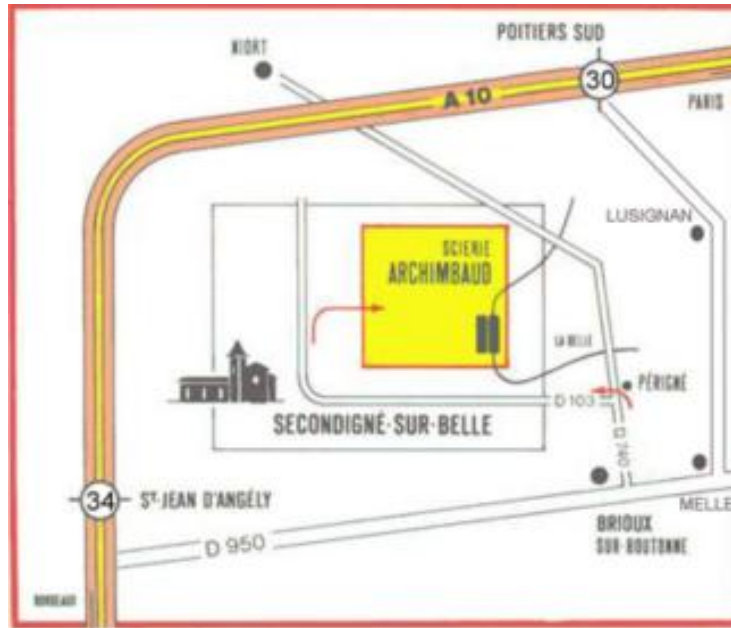 NIORT
POITIERS SUD
30
A 10
PARIS
LUSIGNAN
SCIERIE
ARCHIMBAUD
LA BELLE
PÉRIGNÉ
D 103
SECONDIGNÉ·SUR·BELLE
D 740
34
ST JEAN D'ANGÉLY
MELLE
BRIOUX
SUR·BOUTONNE
D 950
BORDEAUX